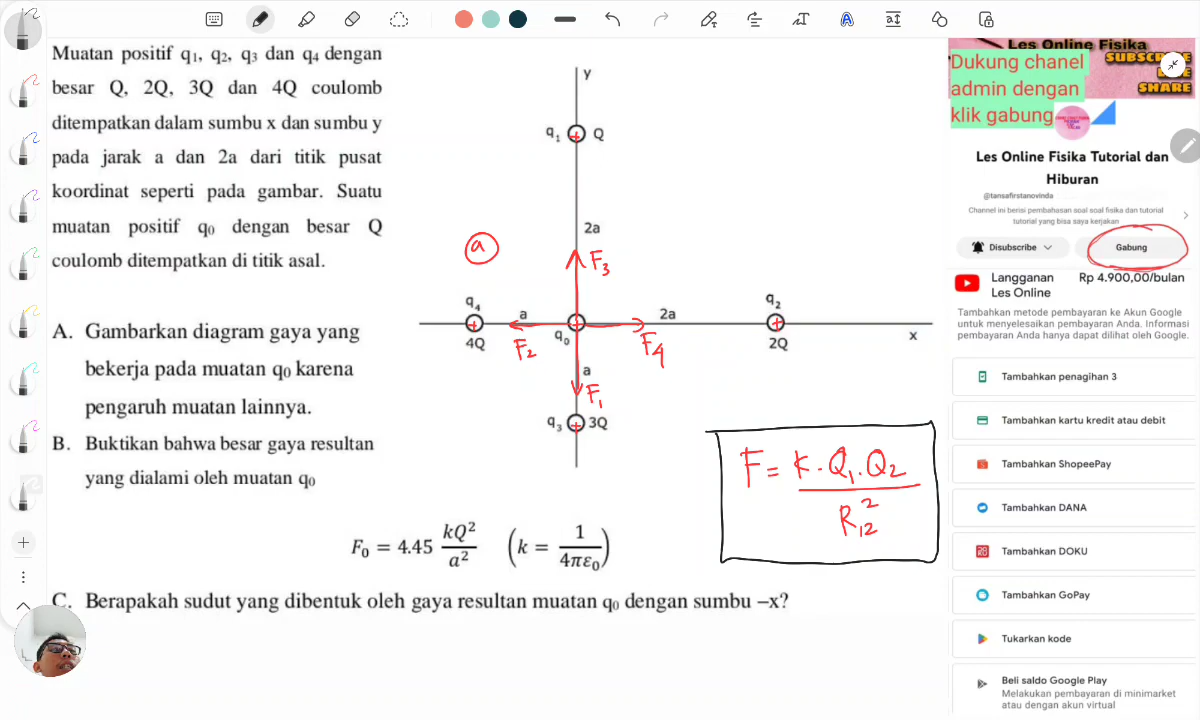 Muatan positif q₁, q₂, q₃ dan q₄ dengan
besar Q, 2Q, 3Q dan 4Q coulomb
ditempatkan dalam sumbu x dan sumbu y
pada jarak a dan 2a dari titik pusat
koordinat seperti pada gambar. Suatu
muatan positif q₀ dengan besar Q
coulomb ditempatkan di titik asal.
A. Gambarkan diagram gaya yang
bekerja pada muatan q₀ karena
pengaruh muatan lainnya.
B. Buktikan bahwa besar gaya resultan
yang dialami oleh muatan q₀
F₀ = 4.45 kQ²/a² (k = 1/4πε₀)
C. Berapakah sudut yang dibentuk oleh gaya resultan muatan q₀ dengan sumbu –x?
y
q₁ Q
2a
a
F₃
q₄ a 2a q₂
4Q F₂ q₀ F₄ 2Q x
a
F₁
q₃ 3Q
F = K . Q₁ . Q₂ / R₁₂²
Les Online Fisika
SUBSCRIBE
LIKE
SHARE
Dukung chanel
admin dengan
klik gabung
Les Online Fisika Tutorial dan
Hiburan
@tansafirstanovinda
Channel ini berisi pembahasan soal soal fisika dan tutorial
tutorial yang bisa saya kerjakan
Disubscribe Gabung
Langganan Rp 4.900,00/bulan
Les Online
Tambahkan metode pembayaran ke Akun Google
untuk menyelesaikan pembayaran Anda. Informasi
pembayaran Anda hanya dapat dilihat oleh Google.
Tambahkan penagihan 3
Tambahkan kartu kredit atau debit
Tambahkan ShopeePay
Tambahkan DANA
Tambahkan DOKU
Tambahkan GoPay
Tukarkan kode
Beli saldo Google Play
Melakukan pembayaran di minimarket
atau dengan akun virtual